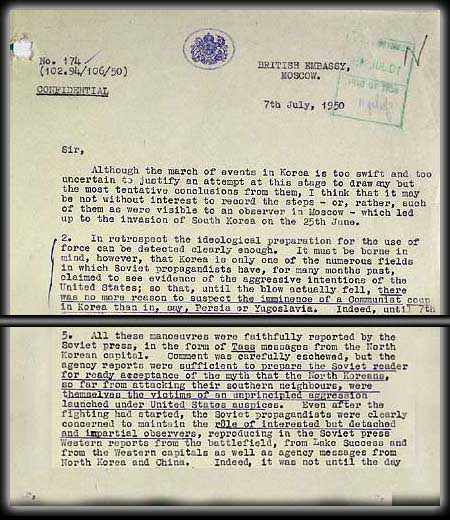 No. 174
(102.94/106/50)
BRITISH EMBASSY,
MOSCOW.
CONFIDENTIAL
7th July, 1950
Sir,
Although the march of events in Korea is too swift and too
uncertain to justify an attempt at this stage to draw any but
the most tentative conclusions from them, I think that it may
be not without interest to record the steps - or, rather, such
of them as were visible to an observer in Moscow - which led
up to the invasion of South Korea on the 25th June.
2. In retrospect the ideological preparation for the use of
force can be detected clearly enough. It must be borne in
mind, however, that Korea is only one of the numerous fields
in which Soviet propagandists have, for many months past,
claimed to see evidence of the aggressive intentions of the
United States; so that, until the blow actually fell, there
was no more reason to suspect the imminence of a Communist coup
in Korea than in, say, Persia or Yugoslavia. Indeed, until 7th
5. All these manoeuvres were faithfully reported by the
Soviet press, in the form of Tass messages from the North
Korean capital. Comment was carefully eschewed, but the
agency reports were sufficient to prepare the Soviet reader
for ready acceptance of the myth that the North Koreans,
so far from attacking their southern neighbours, were
themselves the victims of an unprincipled aggression
launched under United States auspices. Even after the
fighting had started, the Soviet propagandists were clearly
concerned to maintain the rôle of interested but detached
and impartial observers, reproducing in the Soviet press
Western reports from the battlefield, from Lake Success and
from the Western capitals as well as agency messages from
North Korea and China. Indeed, it was not until the day